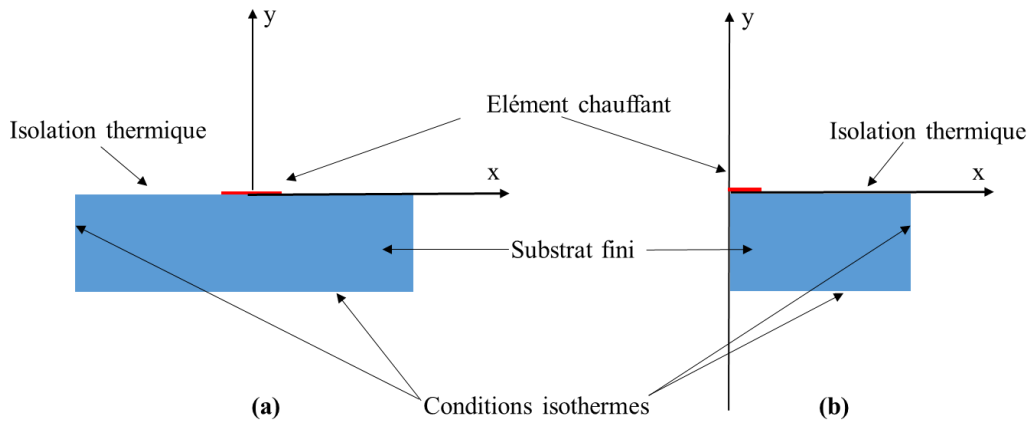 y
y
Elément chauffant
Isolation thermique
Isolation thermique
x
x
Substrat fini
Conditions isothermes
(a)
(b)